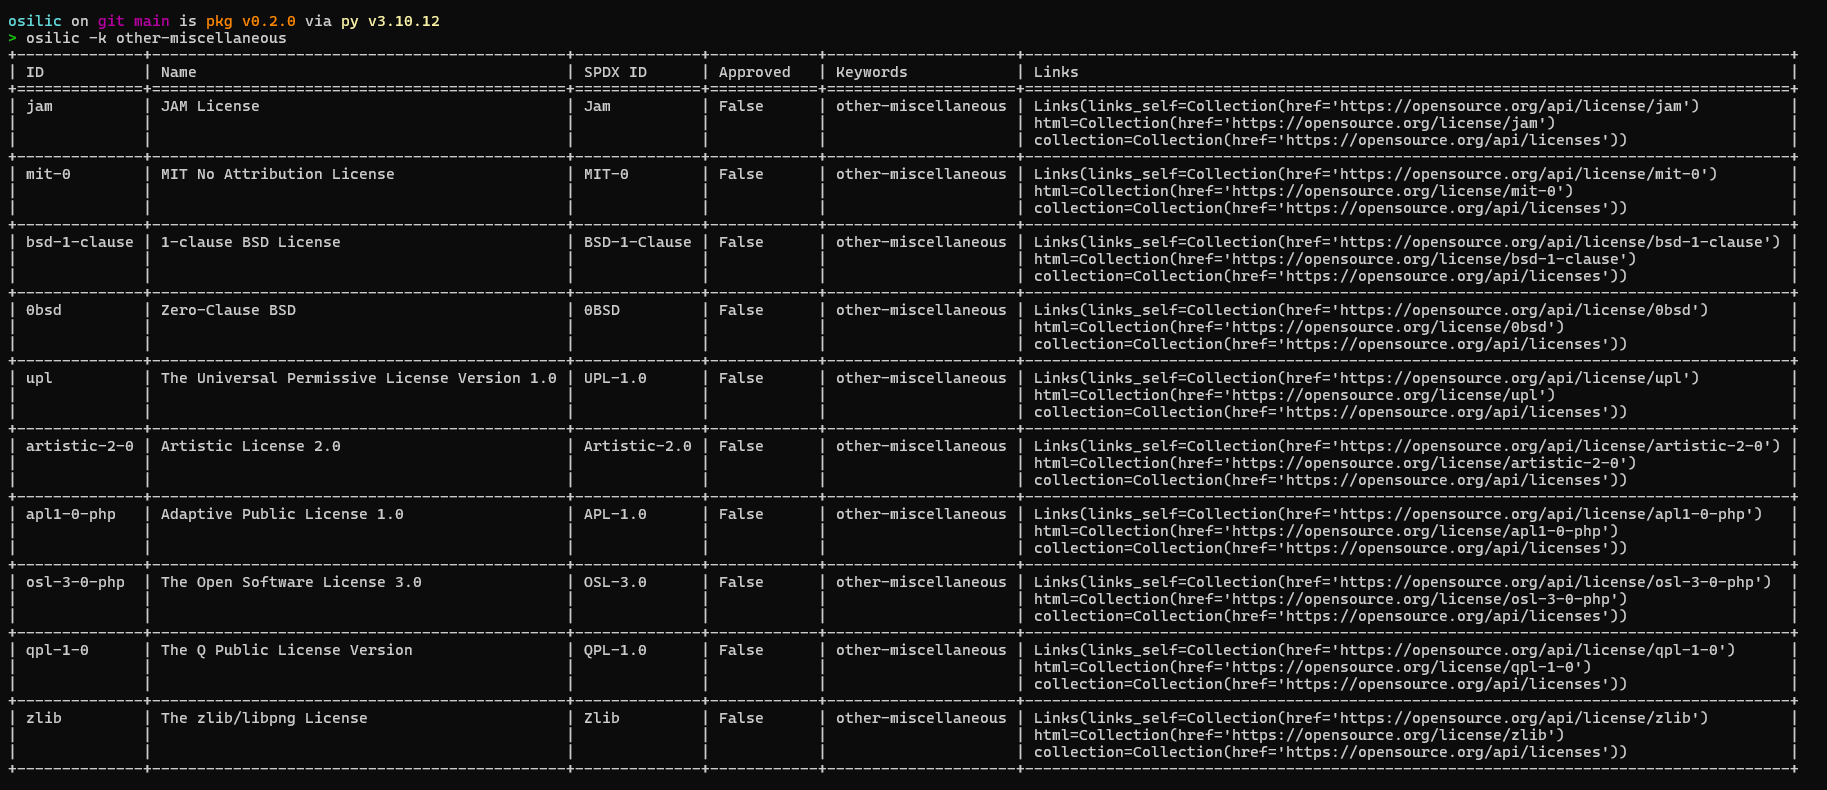 osilic on git main is pkg v0.2.0 via py v3.10.12
> osilic -k other-miscellaneous
| ID | Name | SPDX ID | Approved | Keywords | Links |
| jam | JAM License | Jam | False | other-miscellaneous | Links(links_self=Collection(href='https://opensource.org/api/license/jam') |
| | | | | | html=Collection(href='https://opensource.org/license/jam') |
| | | | | | collection=Collection(href='https://opensource.org/api/licenses')) |
| mit-0 | MIT No Attribution License | MIT-0 | False | other-miscellaneous | Links(links_self=Collection(href='https://opensource.org/api/license/mit-0') |
| | | | | | html=Collection(href='https://opensource.org/license/mit-0') |
| | | | | | collection=Collection(href='https://opensource.org/api/licenses')) |
| bsd-1-clause | 1-clause BSD License | BSD-1-Clause | False | other-miscellaneous | Links(links_self=Collection(href='https://opensource.org/api/license/bsd-1-clause') |
| | | | | | html=Collection(href='https://opensource.org/license/bsd-1-clause') |
| | | | | | collection=Collection(href='https://opensource.org/api/licenses')) |
| 0bsd | Zero-Clause BSD | 0BSD | False | other-miscellaneous | Links(links_self=Collection(href='https://opensource.org/api/license/0bsd') |
| | | | | | html=Collection(href='https://opensource.org/license/0bsd') |
| | | | | | collection=Collection(href='https://opensource.org/api/licenses')) |
| upl | The Universal Permissive License Version 1.0 | UPL-1.0 | False | other-miscellaneous | Links(links_self=Collection(href='https://opensource.org/api/license/upl') |
| | | | | | html=Collection(href='https://opensource.org/license/upl') |
| | | | | | collection=Collection(href='https://opensource.org/api/licenses')) |
| artistic-2-0 | Artistic License 2.0 | Artistic-2.0 | False | other-miscellaneous | Links(links_self=Collection(href='https://opensource.org/api/license/artistic-2-0') |
| | | | | | html=Collection(href='https://opensource.org/license/artistic-2-0') |
| | | | | | collection=Collection(href='https://opensource.org/api/licenses')) |
| apl1-0-php | Adaptive Public License 1.0 | APL-1.0 | False | other-miscellaneous | Links(links_self=Collection(href='https://opensource.org/api/license/apl1-0-php') |
| | | | | | html=Collection(href='https://opensource.org/license/apl1-0-php') |
| | | | | | collection=Collection(href='https://opensource.org/api/licenses')) |
| osl-3-0-php | The Open Software License 3.0 | OSL-3.0 | False | other-miscellaneous | Links(links_self=Collection(href='https://opensource.org/api/license/osl-3-0-php') |
| | | | | | html=Collection(href='https://opensource.org/license/osl-3-0-php') |
| | | | | | collection=Collection(href='https://opensource.org/api/licenses')) |
| qpl-1-0 | The Q Public License Version | QPL-1.0 | False | other-miscellaneous | Links(links_self=Collection(href='https://opensource.org/api/license/qpl-1-0') |
| | | | | | html=Collection(href='https://opensource.org/license/qpl-1-0') |
| | | | | | collection=Collection(href='https://opensource.org/api/licenses')) |
| zlib | The zlib/libpng License | Zlib | False | other-miscellaneous | Links(links_self=Collection(href='https://opensource.org/api/license/zlib') |
| | | | | | html=Collection(href='https://opensource.org/license/zlib') |
| | | | | | collection=Collection(href='https://opensource.org/api/licenses')) |